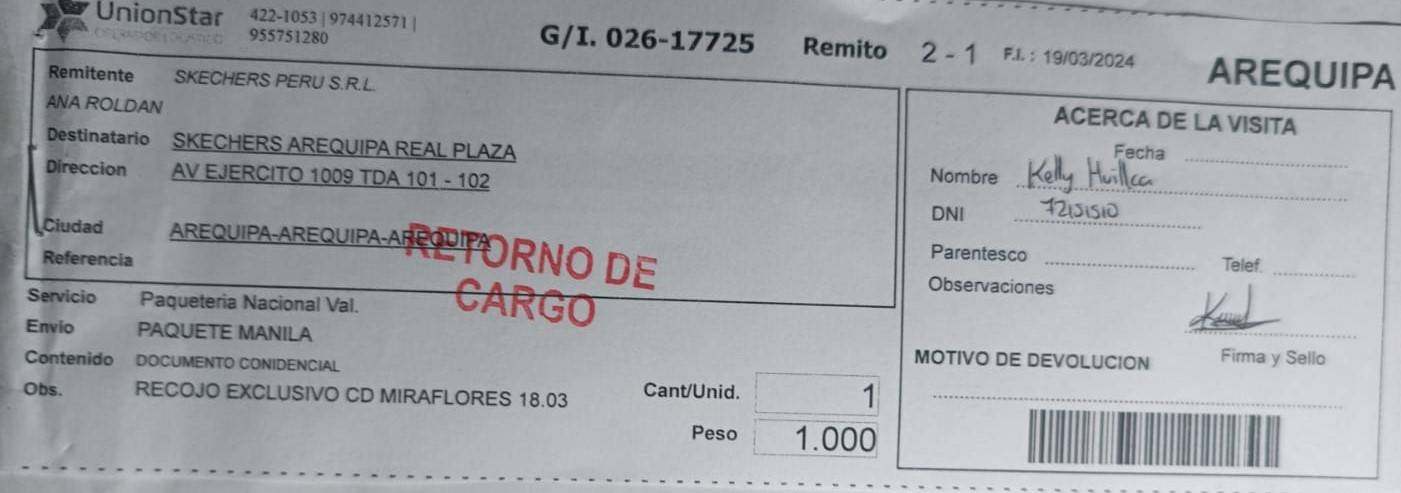 UnionStar
OPERADOR LOGISTICO
422-1053 | 974412571 |
955751280
G/I. 026-17725
Remito 2 - 1
F.I. : 19/03/2024
AREQUIPA
Remitente SKECHERS PERU S.R.L.
ANA ROLDAN
Destinatario SKECHERS AREQUIPA REAL PLAZA
Direccion AV EJERCITO 1009 TDA 101 - 102
Ciudad AREQUIPA-AREQUIPA-AREQUIPA
Referencia
RETORNO DE
CARGO
Servicio Paqueteria Nacional Val.
Envio PAQUETE MANILA
Contenido DOCUMENTO CONIDENCIAL
Obs. RECOJO EXCLUSIVO CD MIRAFLORES 18.03
Cant/Unid. 1
Peso 1.000
ACERCA DE LA VISITA
Fecha
Nombre Kelly Huillca
DNI
Parentesco
Telef.
Observaciones
Firma y Sello
MOTIVO DE DEVOLUCION